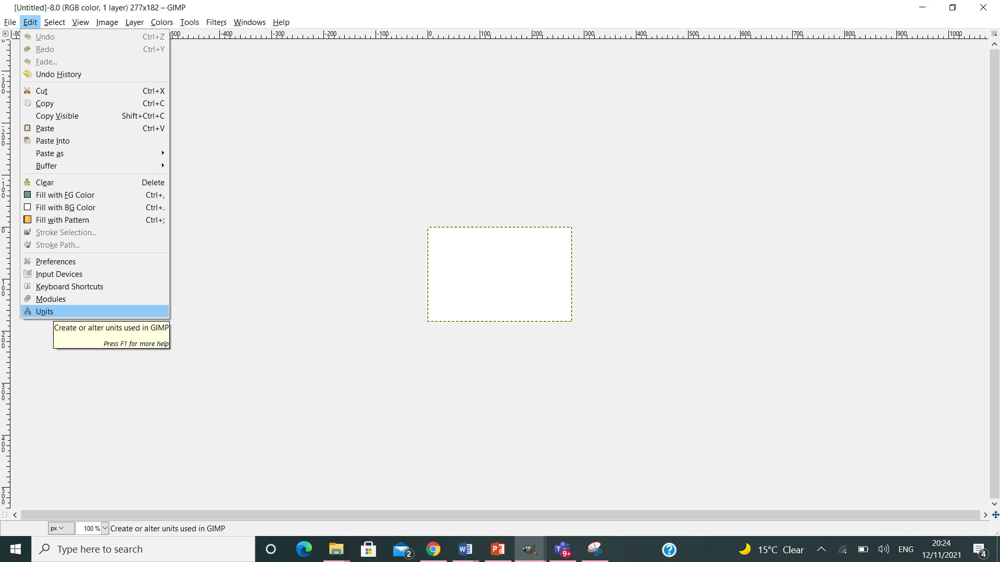 [Untitled]-8.0 (RGB color, 1 layer) 277x182 – GIMP
File Edit Select View Image Layer Colors Tools Filters Windows Help
-400 -300 -200 -100 0 100 200 300 400 500 600 700 800 900 1000
Undo Ctrl+Z
Redo Ctrl+Y
Fade...
Undo History
Cut Ctrl+X
Copy Ctrl+C
Copy Visible Shift+Ctrl+C
Paste Ctrl+V
Paste Into
Paste as
Buffer
Clear Delete
Fill with FG Color Ctrl+,
Fill with BG Color Ctrl+.
Fill with Pattern Ctrl+;
Stroke Selection...
Stroke Path...
Preferences
Input Devices
Keyboard Shortcuts
Modules
Units
Create or alter units used in GIMP
Press F1 for more help
px 100 % Create or alter units used in GIMP
Type here to search
2
9+
15°C Clear
ENG
20:24
12/11/2021
4